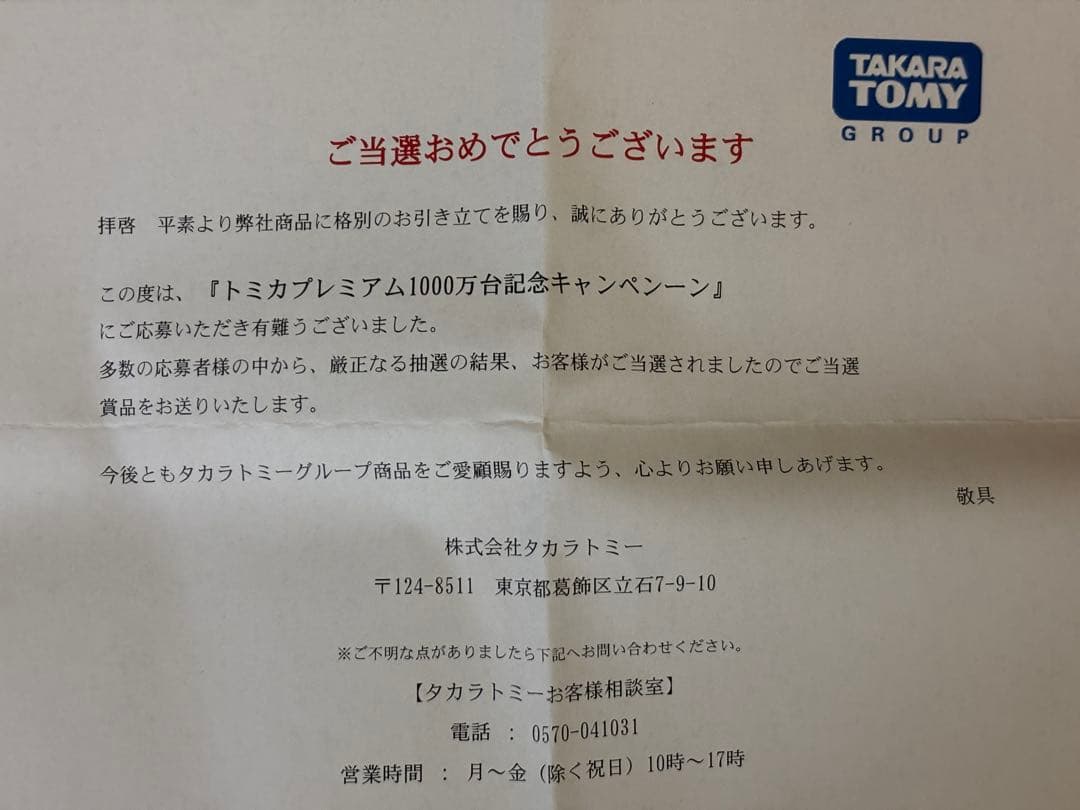 TAKARA
TOMY
GROUP
ご当選おめでとうございます
拝啓　平素より弊社商品に格別のお引き立てを賜り、誠にありがとうございます。
この度は、『トミカプレミアム1000万台記念キャンペンーン』
にご応募いただき有難うございました。
多数の応募者様の中から、厳正なる抽選の結果、お客様がご当選されましたのでご当選
賞品をお送りいたします。
今後ともタカラトミーグループ商品をご愛顧賜りますよう、心よりお願い申しあげます。
敬具
株式会社タカラトミー
〒124-8511　東京都葛飾区立石7-9-10
※ご不明な点がありましたら下記へお問い合わせください。
【タカラトミーお客様相談室】
電話　：　0570-041031
営業時間　：　月～金（除く祝日）10時～17時